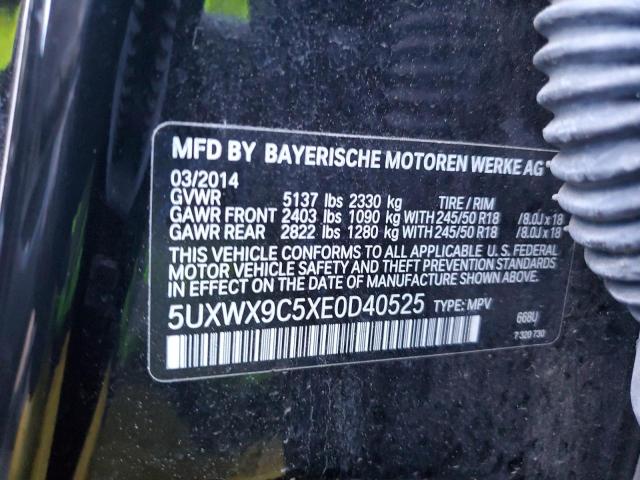 MFD BY BAYERISCHE MOTOREN WERKE AG
03/2014
GVWR 5137 lbs 2330 kg TIRE / RIM
GAWR FRONT 2403 lbs 1090 kg WITH 245/50 R18 /8.0J x 18
GAWR REAR 2822 lbs 1280 kg WITH 245/50 R18 /8.0J x 18
THIS VEHICLE CONFORMS TO ALL APPLICABLE U.S. FEDERAL
MOTOR VEHICLE SAFETY AND THEFT PREVENTION STANDARDS
IN EFFECT ON THE DATE OF MANUFACTURE SHOWN ABOVE.
5UXWX9C5XE0D40525 TYPE: MPV
668U
7 320 730